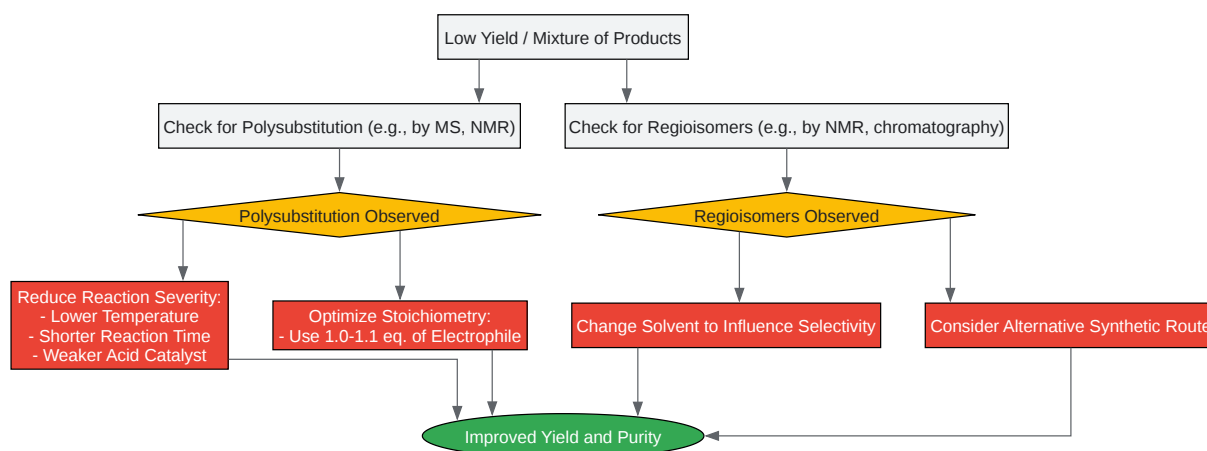 Low Yield / Mixture of Products
Check for Polysubstitution (e.g., by MS, NMR)
Check for Regioisomers (e.g., by NMR, chromatography)
Polysubstitution Observed
Regioisomers Observed
Reduce Reaction Severity:
- Lower Temperature
- Shorter Reaction Time
- Weaker Acid Catalyst
Optimize Stoichiometry:
- Use 1.0-1.1 eq. of Electrophile
Change Solvent to Influence Selectivity
Consider Alternative Synthetic Route
Improved Yield and Purity